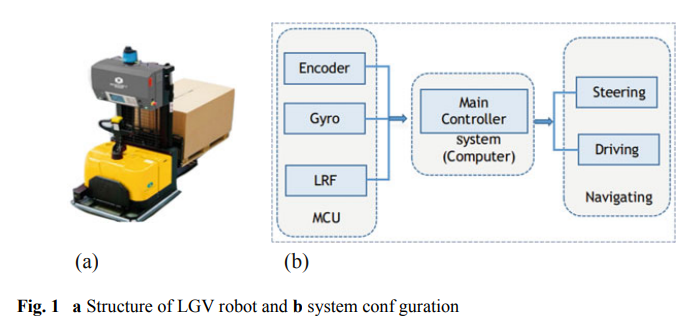 Encoder
Gyro
LRF
MCU
Main
Controller
system
(Computer)
Steering
Driving
Navigating
(a)
(b)
Fig. 1 a Structure of LGV robot and b system conf guration